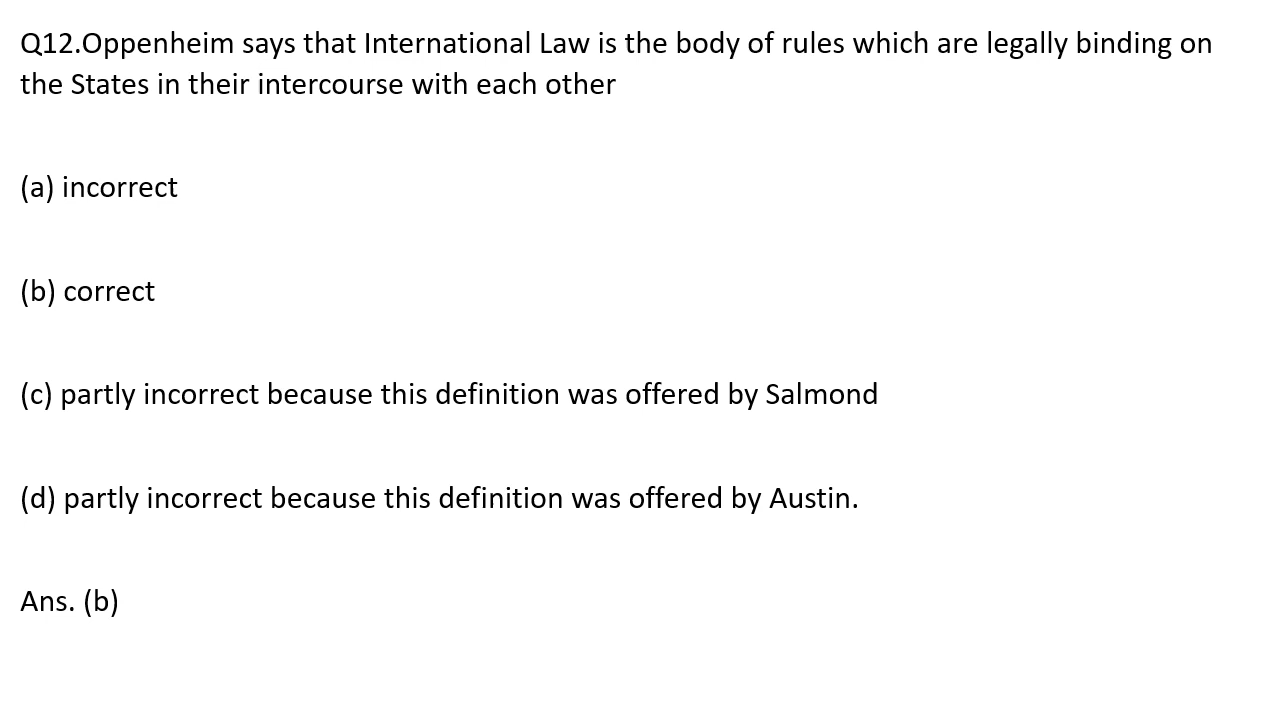 Q12.Oppenheim says that International Law is the body of rules which are legally binding on
the States in their intercourse with each other
(a) incorrect
(b) correct
(c) partly incorrect because this definition was offered by Salmond
(d) partly incorrect because this definition was offered by Austin.
Ans. (b)